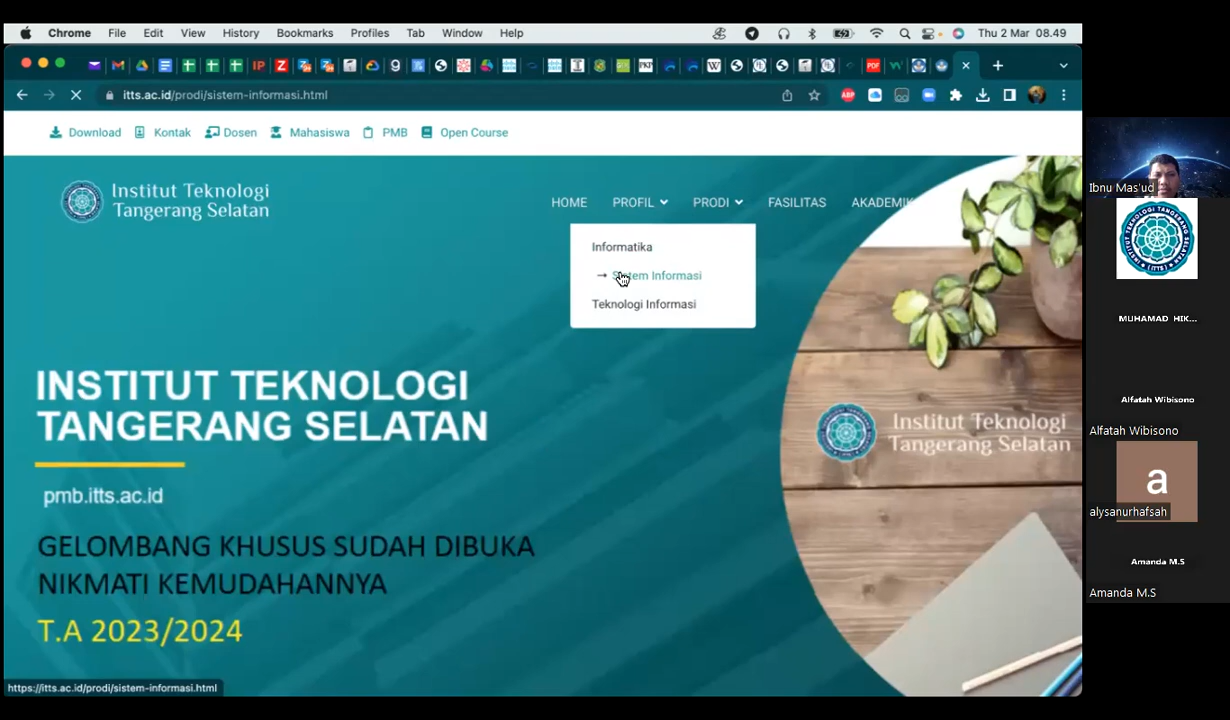 Chrome File Edit View History Bookmarks Profiles Tab Window Help Thu 2 Mar 08.49
itts.ac.id/prodi/sistem-informasi.html
Download Kontak Dosen Mahasiswa PMB Open Course
Institut Teknologi
Tangerang Selatan
HOME PROFIL PRODI FASILITAS AKADEMIK
Informatika
Sistem Informasi
Teknologi Informasi
INSTITUT TEKNOLOGI
TANGERANG SELATAN
pmb.itts.ac.id
GELOMBANG KHUSUS SUDAH DIBUKA
NIKMATI KEMUDAHANNYA
T.A 2023/2024
Institut Teknologi
Tangerang Selatan
https://itts.ac.id/prodi/sistem-informasi.html
Ibnu Mas'ud
MUHAMAD HIK...
Alfatah Wibisono
Alfatah Wibisono
a
alysanurhafsah
Amanda M.S
Amanda M.S